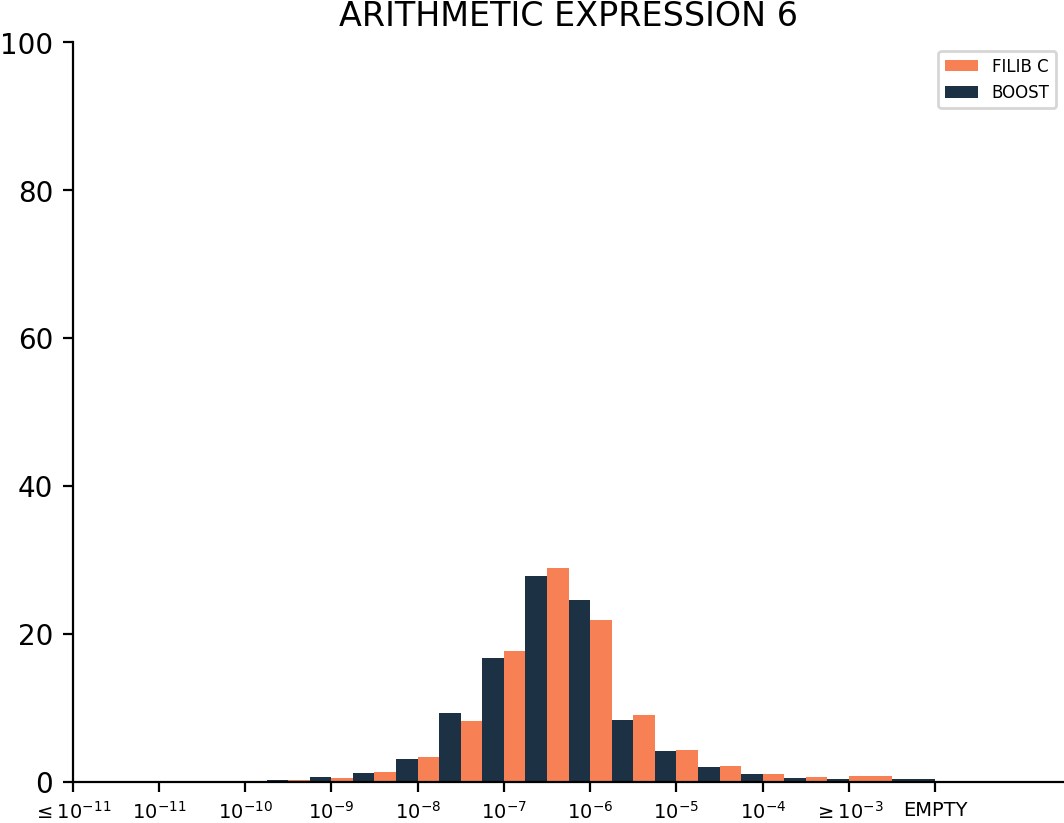 ARITHMETIC EXPRESSION 6
100
80
60
40
20
0
FILIB C
BOOST
≤ 10⁻¹¹ 10⁻¹¹ 10⁻¹⁰ 10⁻⁹ 10⁻⁸ 10⁻⁷ 10⁻⁶ 10⁻⁵ 10⁻⁴ ≥ 10⁻³ EMPTY